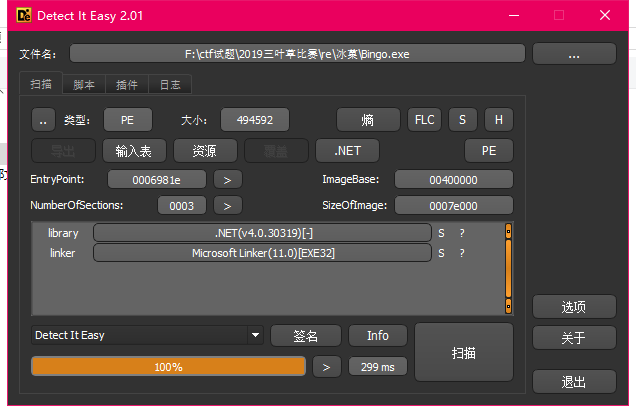 Detect It Easy 2.01
文件名: F:\ctf试题\2019三叶草比赛\re\冰菓\Bingo.exe ...
扫描 脚本 插件 日志
.. 类型: PE 大小: 494592 熵 FLC S H
导出 输入表 资源 覆盖 .NET PE
EntryPoint: 0006981e > ImageBase: 00400000
NumberOfSections: 0003 > SizeOfImage: 0007e000
library .NET(v4.0.30319)[-] S ?
linker Microsoft Linker(11.0)[EXE32] S ?
选项
Detect It Easy 签名 Info 扫描 关于
100% > 299 ms
退出